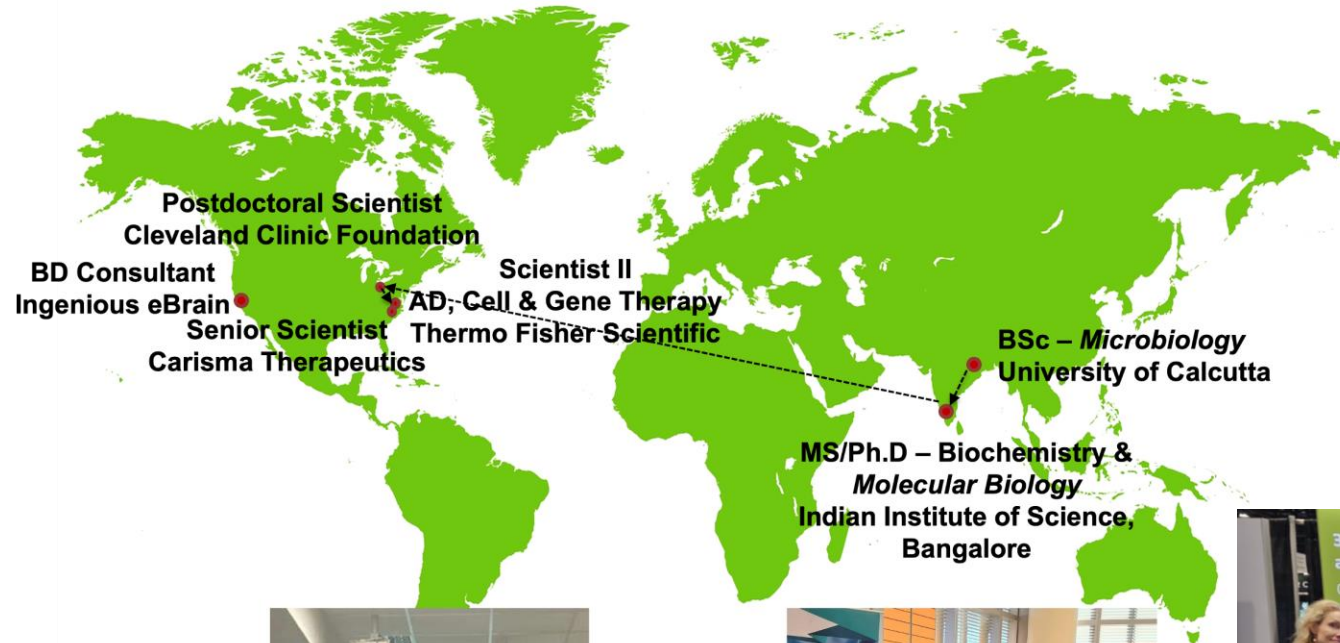 Postdoctoral Scientist
Cleveland Clinic Foundation
BD Consultant
Ingenious eBrain
Senior Scientist
Carisma Therapeutics
Scientist II
AD, Cell & Gene Therapy
Thermo Fisher Scientific
BSc – Microbiology
University of Calcutta
MS/Ph.D – Biochemistry &
Molecular Biology
Indian Institute of Science,
Bangalore